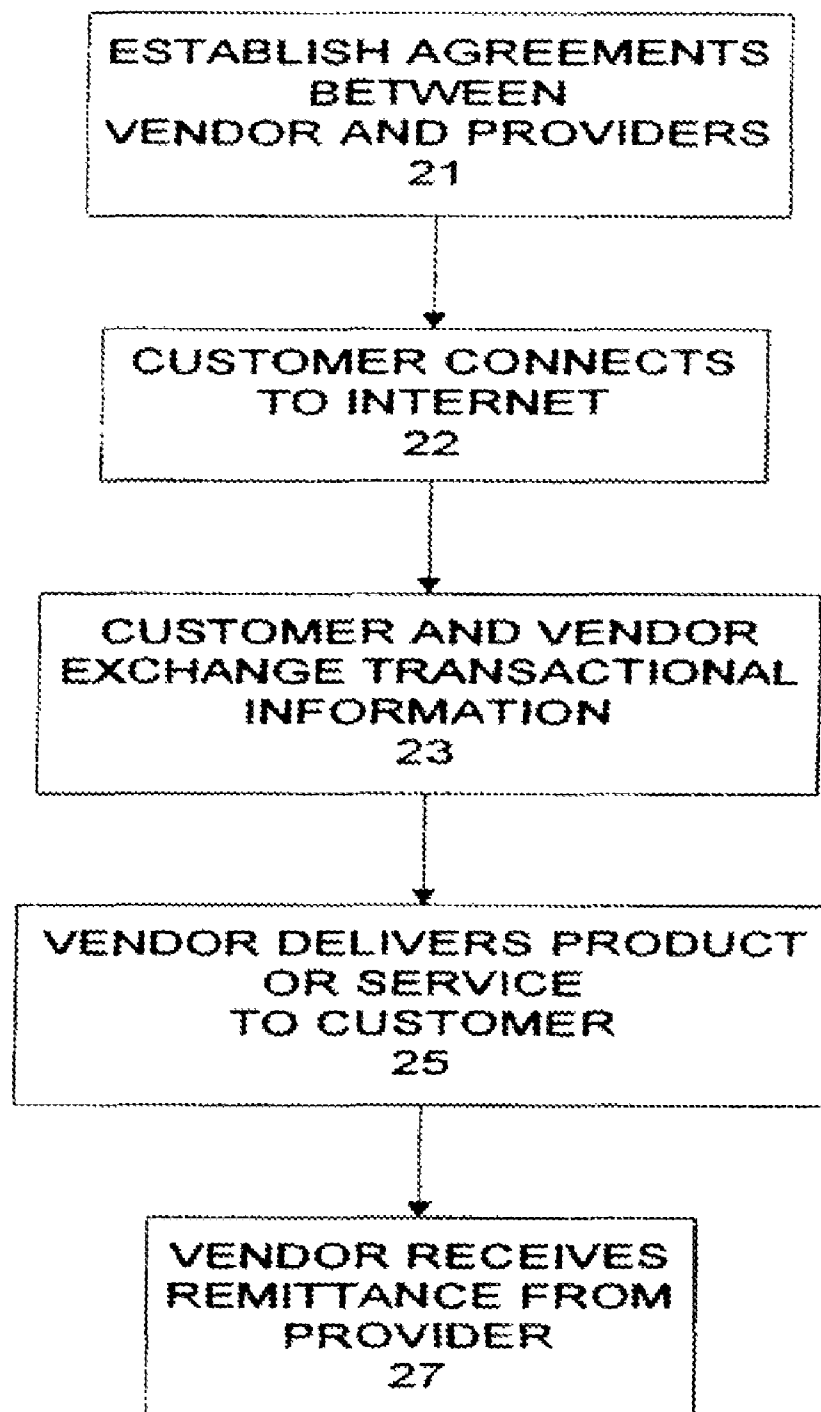 ESTABLISH AGREEMENTS
BETWEEN
VENDOR AND PROVIDERS
21
CUSTOMER CONNECTS
TO INTERNET
22
CUSTOMER AND VENDOR
EXCHANGE TRANSACTIONAL
INFORMATION
23
VENDOR DELIVERS PRODUCT
OR SERVICE
TO CUSTOMER
25
VENDOR RECEIVES
REMITTANCE FROM
PROVIDER
27